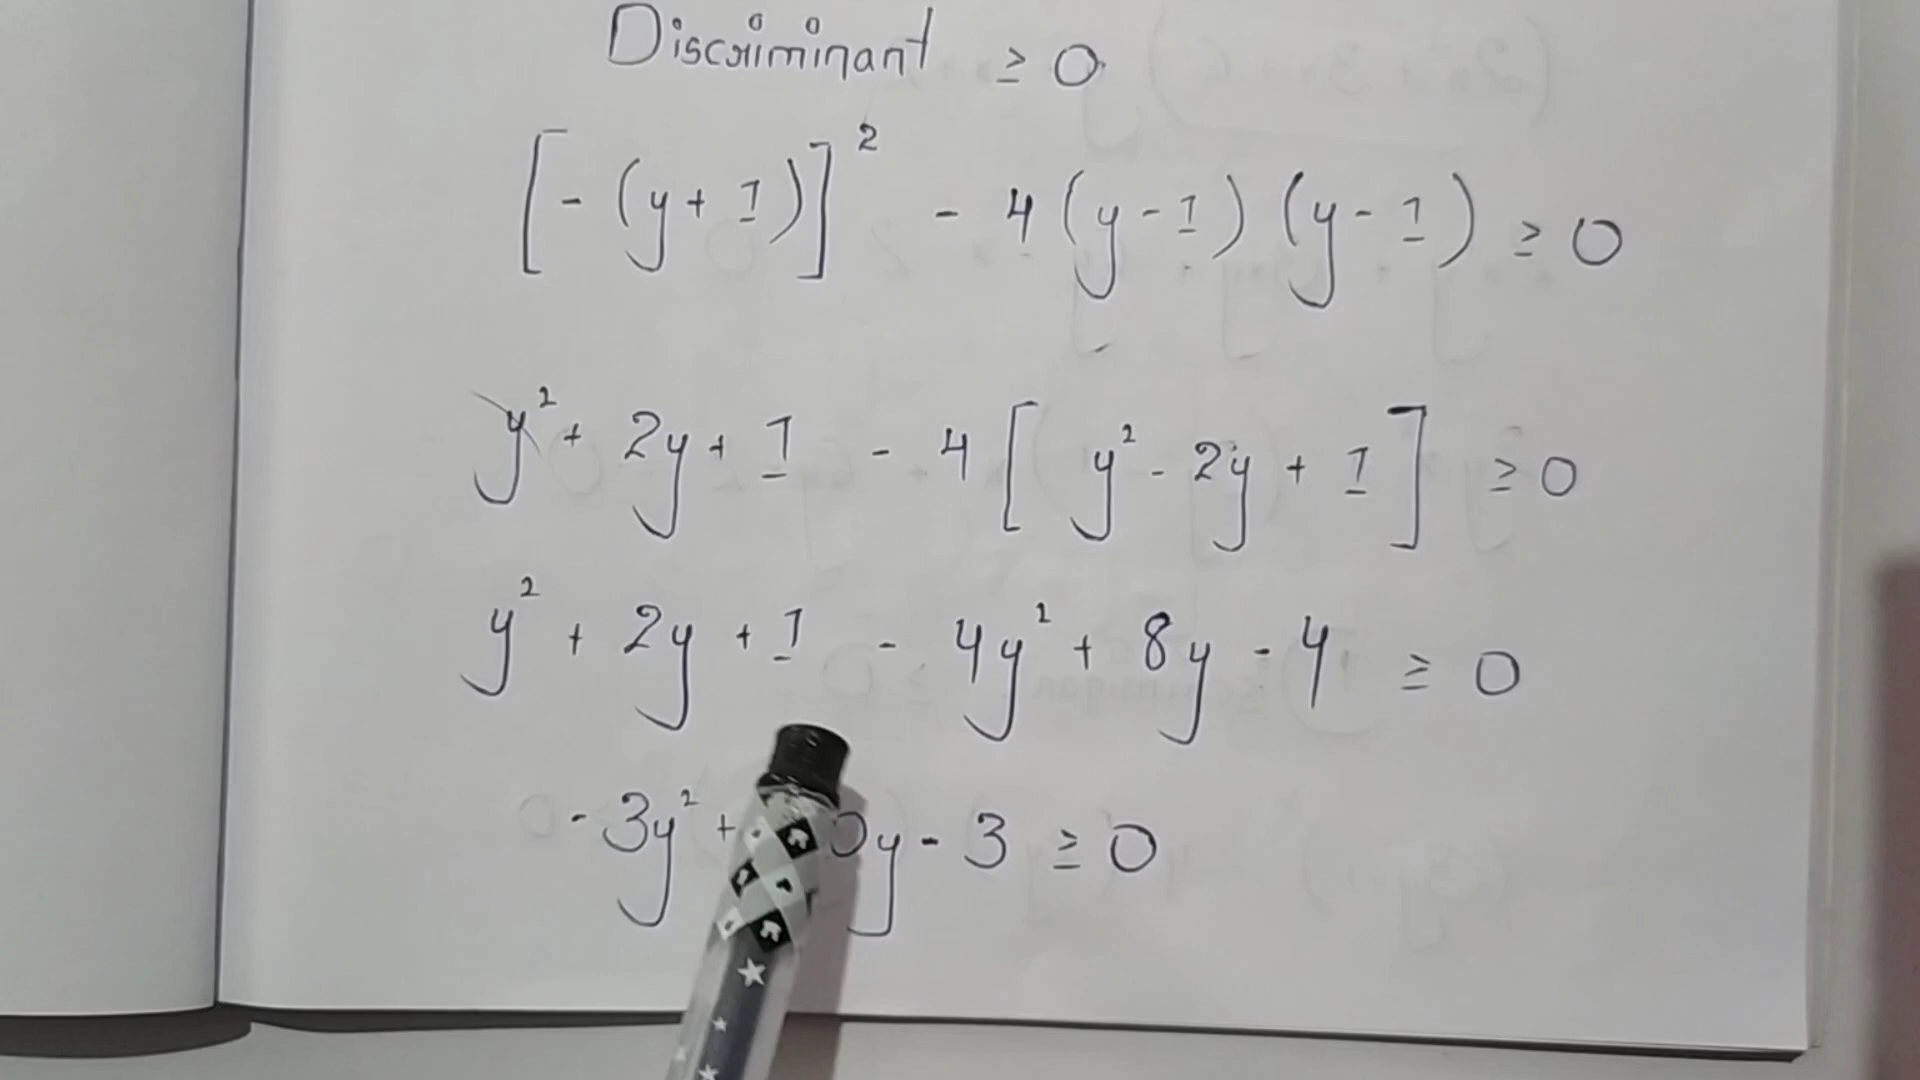 Discriminant ≥ 0
[-(y+1)]² - 4(y-1)(y-1) ≥ 0
y² + 2y + 1 - 4[y² - 2y + 1] ≥ 0
y² + 2y + 1 - 4y² + 8y - 4 ≥ 0
-3y² + 0y - 3 ≥ 0